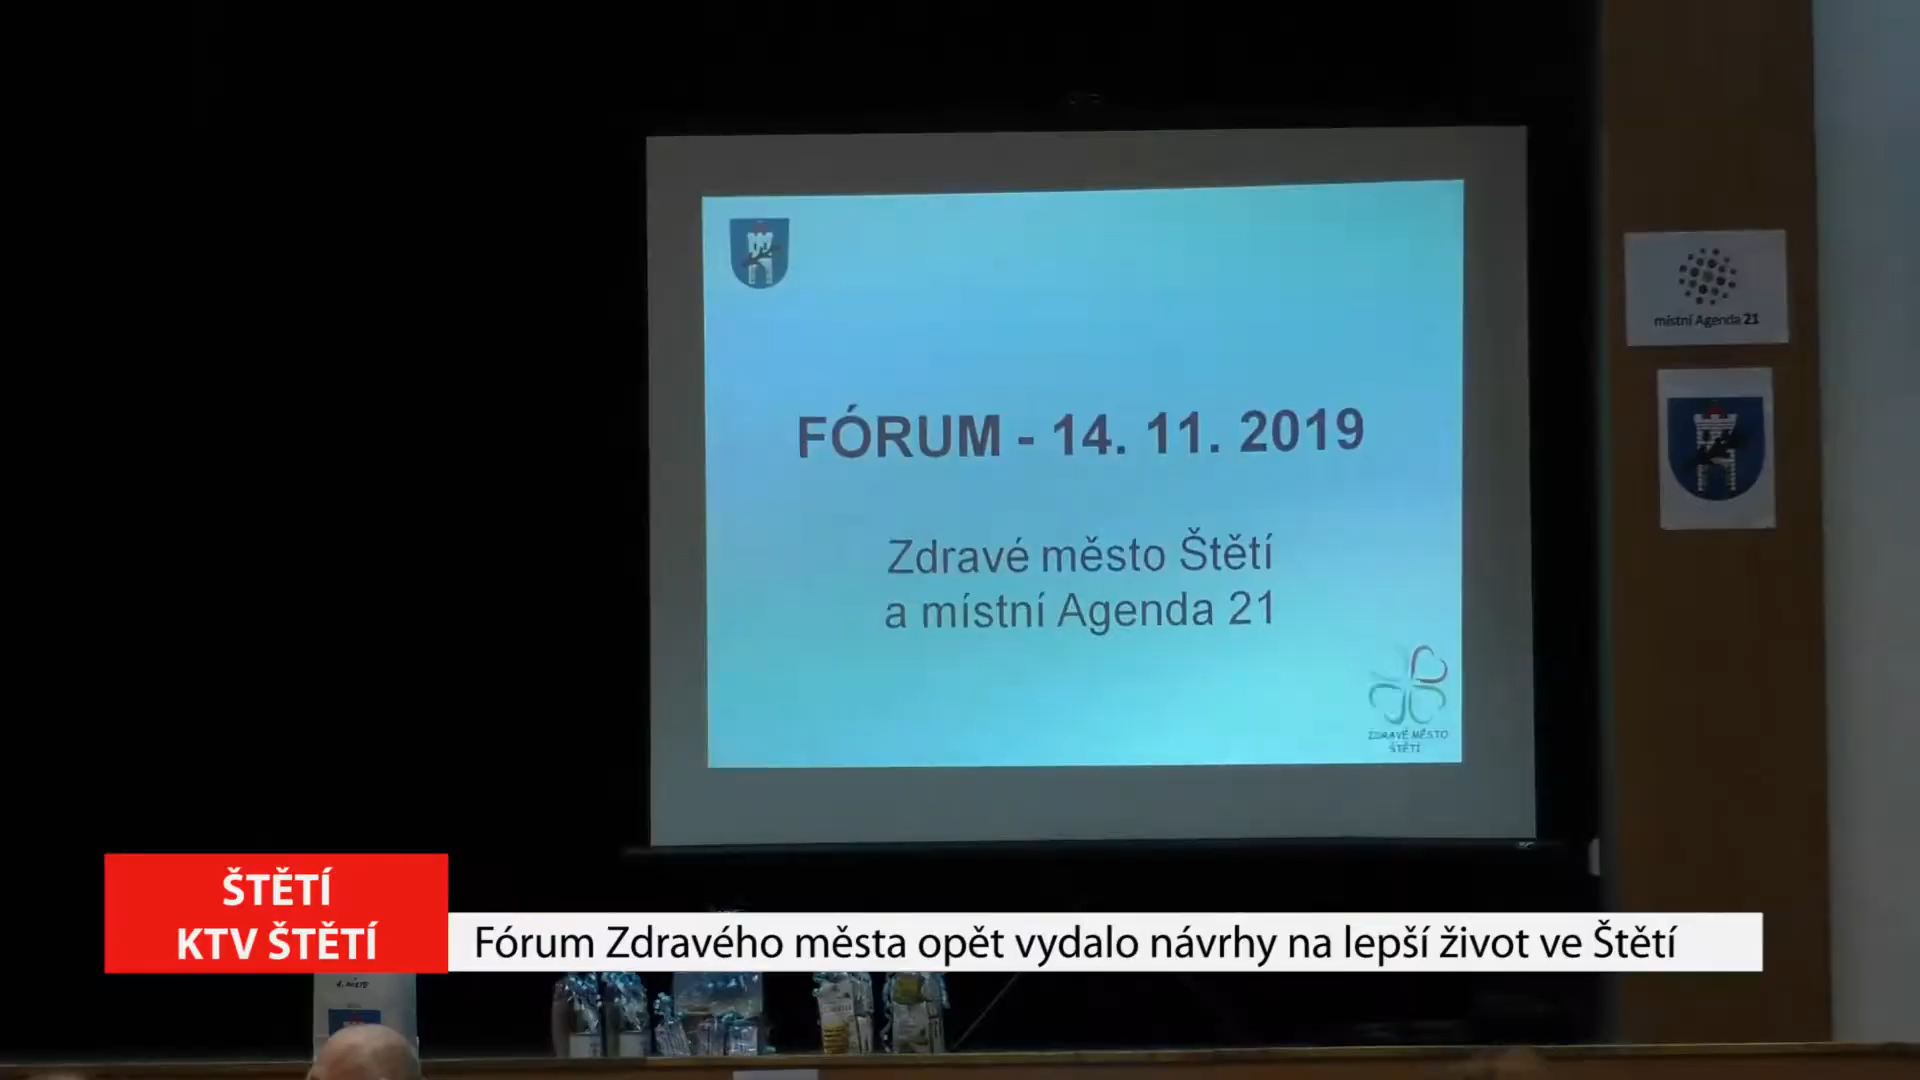 FÓRUM - 14. 11. 2019
Zdravé město Štětí
a místní Agenda 21
ZDRAVÉ MĚSTO
ŠTĚTÍ
místní Agenda 21
ŠTĚTÍ
KTV ŠTĚTÍ
Fórum Zdravého města opět vydalo návrhy na lepší život ve Štětí